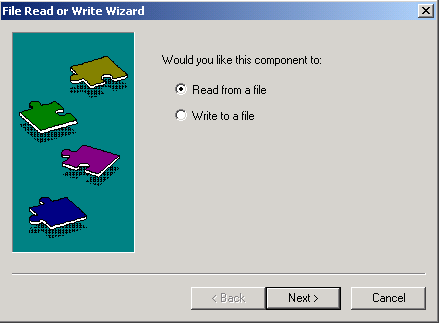 File Read or Write Wizard
Would you like this component to:
Read from a file
Write to a file
< Back
Next >
Cancel